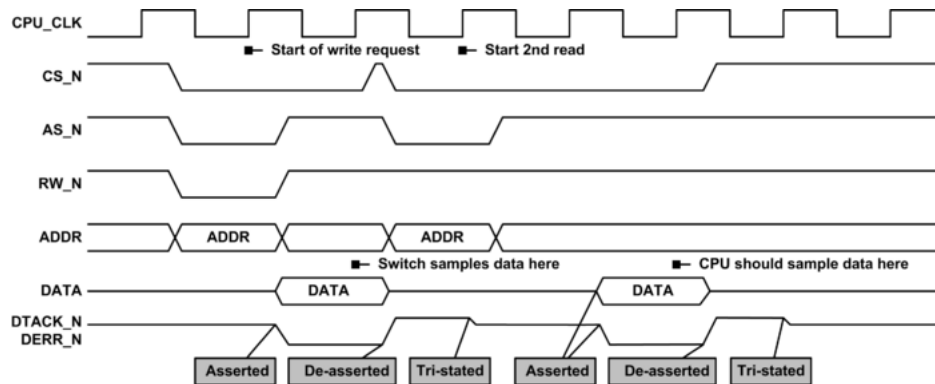 CPU_CLK
Start of write request
Start 2nd read
CS_N
AS_N
RW_N
ADDR
ADDR
ADDR
Switch samples data here
CPU should sample data here
DATA
DATA
DATA
DTACK_N
DERR_N
Asserted
De-asserted
Tri-stated
Asserted
De-asserted
Tri-stated